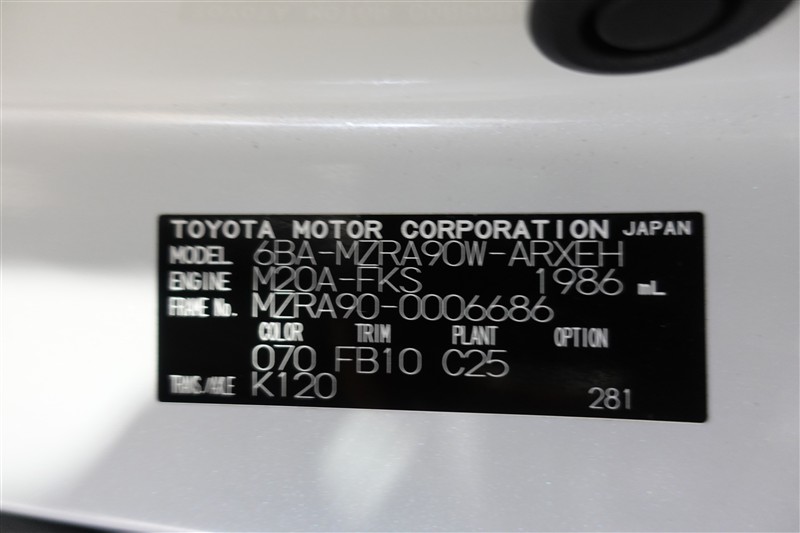 TOYOTA MOTOR CORPORATION JAPAN
MODEL 6BA-MZRA90W-ARXEH
ENGINE M20A-FKS 1986 mL
FRAME No. MZRA90-0006686
COLOR TRIM PLANT OPTION
070 FB10 C25
TRANS/AXLE K120 281